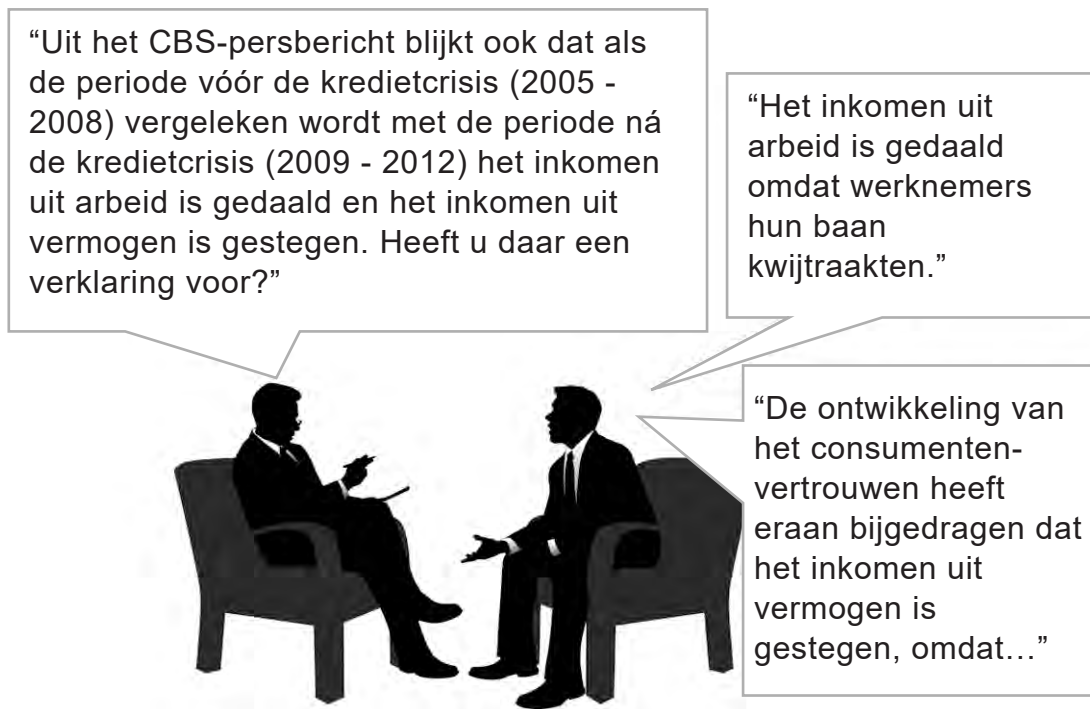 “Uit het CBS-persbericht blijkt ook dat als
de periode vóór de kredietcrisis (2005 -
2008) vergeleken wordt met de periode ná
de kredietcrisis (2009 - 2012) het inkomen
uit arbeid is gedaald en het inkomen uit
vermogen is gestegen. Heeft u daar een
verklaring voor?”
“Het inkomen uit
arbeid is gedaald
omdat werknemers
hun baan
kwijtraakten.”
“De ontwikkeling van
het consumenten-
vertrouwen heeft
eraan bijgedragen dat
het inkomen uit
vermogen is
gestegen, omdat…”